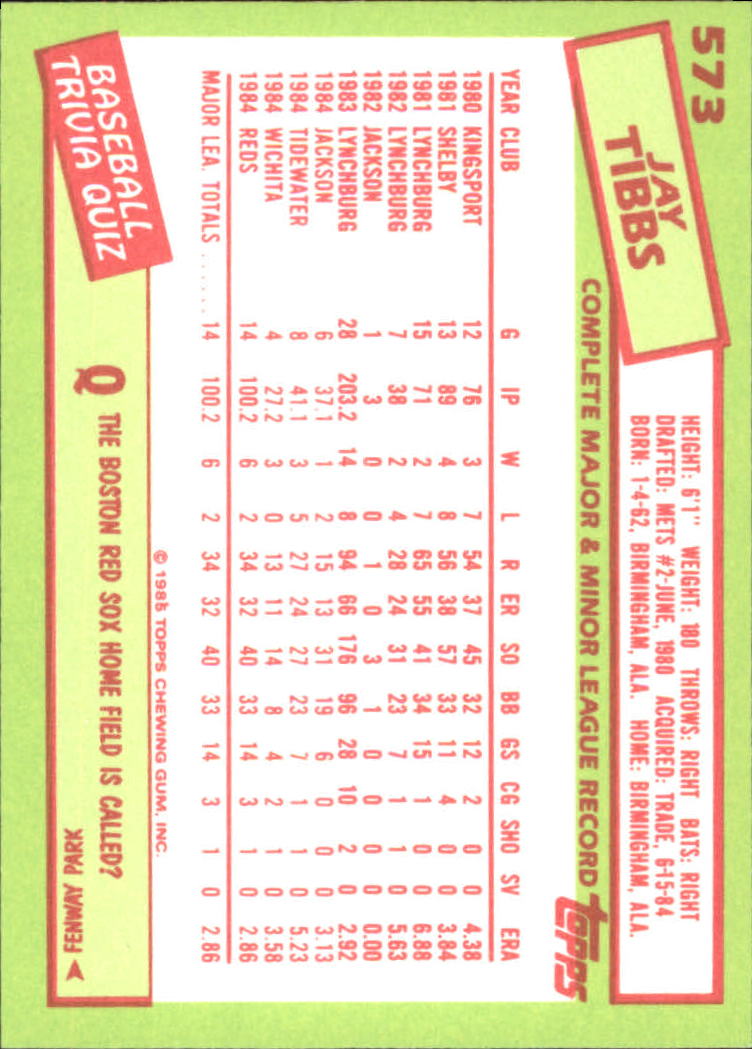 573
JAY
TIBBS
HEIGHT: 6'1" WEIGHT: 180 THROWS: RIGHT BATS: RIGHT
DRAFTED: METS #2-JUNE, 1980 ACQUIRED: TRADE, 6-15-84
BORN: 1-4-62, BIRMINGHAM, ALA. HOME: BIRMINGHAM, ALA.
COMPLETE MAJOR & MINOR LEAGUE RECORD topps
YEAR CLUB G IP W L R ER SO BB GS CG SHO SV ERA
1980 KINGSPORT 12 76 3 7 54 37 45 32 12 2 0 0 4.38
1981 SHELBY 13 89 4 8 56 38 57 33 11 4 0 0 3.84
1981 LYNCHBURG 15 71 2 7 65 55 41 34 15 1 0 0 6.88
1982 LYNCHBURG 7 38 2 4 28 24 31 23 7 1 1 0 5.63
1982 JACKSON 1 3 0 0 1 0 3 1 0 0 0 0 0.00
1983 LYNCHBURG 28 203.2 14 8 94 66 176 96 28 10 2 0 2.92
1984 JACKSON 6 37.1 1 2 15 13 31 19 6 0 0 0 3.13
1984 TIDEWATER 8 41.1 3 5 27 24 27 23 7 1 1 0 5.23
1984 WICHITA 4 27.2 3 0 13 11 14 8 4 2 1 0 3.58
1984 REDS 14 100.2 6 2 34 32 40 33 14 3 1 0 2.86
MAJOR LEA. TOTALS ...... 14 100.2 6 2 34 32 40 33 14 3 1 0 2.86
© 1985 TOPPS CHEWING GUM, INC.
BASEBALL
TRIVIA QUIZ
Q THE BOSTON RED SOX HOME FIELD IS CALLED?
FENWAY PARK